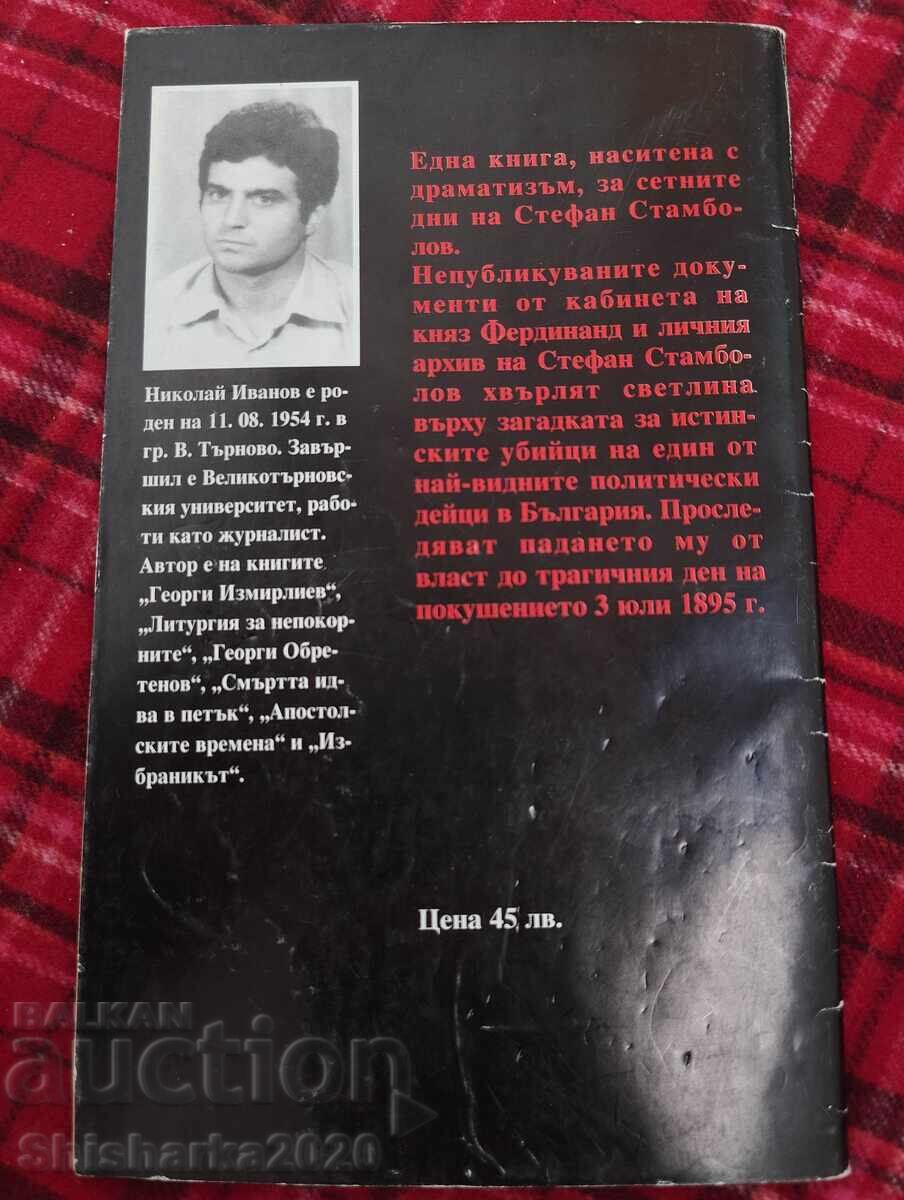 Николай Иванов е ро-
ден на 11. 08. 1954 г. в
гр. В. Търново. Завър-
шил е Великотърновс-
кия университет, рабо-
ти като журналист.
Автор е на книгите
„Георги Измирлиев“,
„Литургия за непокор-
ните“, „Георги Обре-
тенов“, „Смъртта ид-
ва в петък“, „Апостол-
ските времена“ и „Из-
браникът“.
Една книга, наситена с
драматизъм, за сетните
дни на Стефан Стамбо-
лов.
Непубликуваните доку-
менти от кабинета на
княз Фердинанд и личния
архив на Стефан Стамбо-
лов хвърлят светлина
върху загадката за истин-
ските убийци на един от
най-видните политически
дейци в България. Просле-
дяват падането му от
власт до трагичния ден на
покушението 3 юли 1895 г.
Цена 45 лв.
BALKAN
auction
Shisharka2020